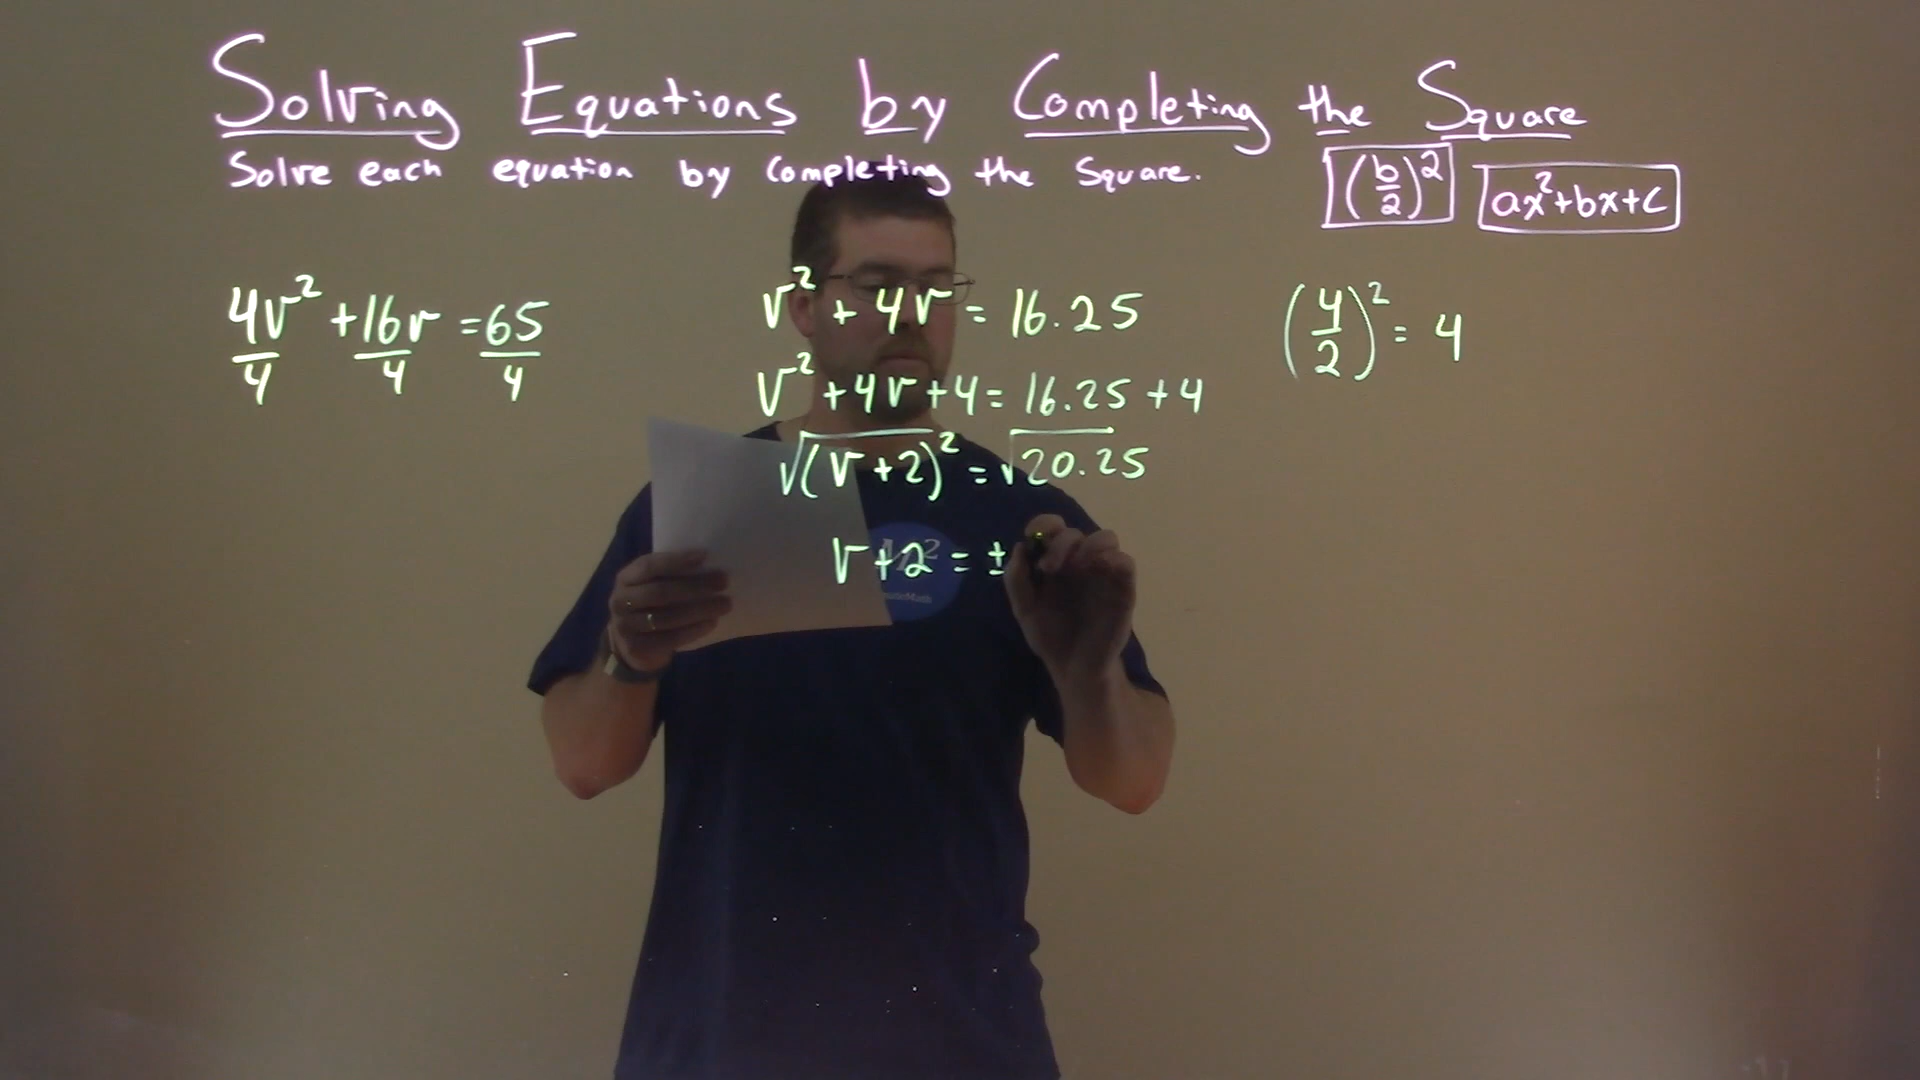 Solving Equations by Completing the Square
Solve each equation by Completing the Square.
(b/2)² ax²+bx+c
4v²/4 + 16v/4 = 65/4
v² + 4v = 16.25
v² + 4v + 4 = 16.25 + 4
√(v+2)² = √20.25
v+2 = ±
(4/2)² = 4